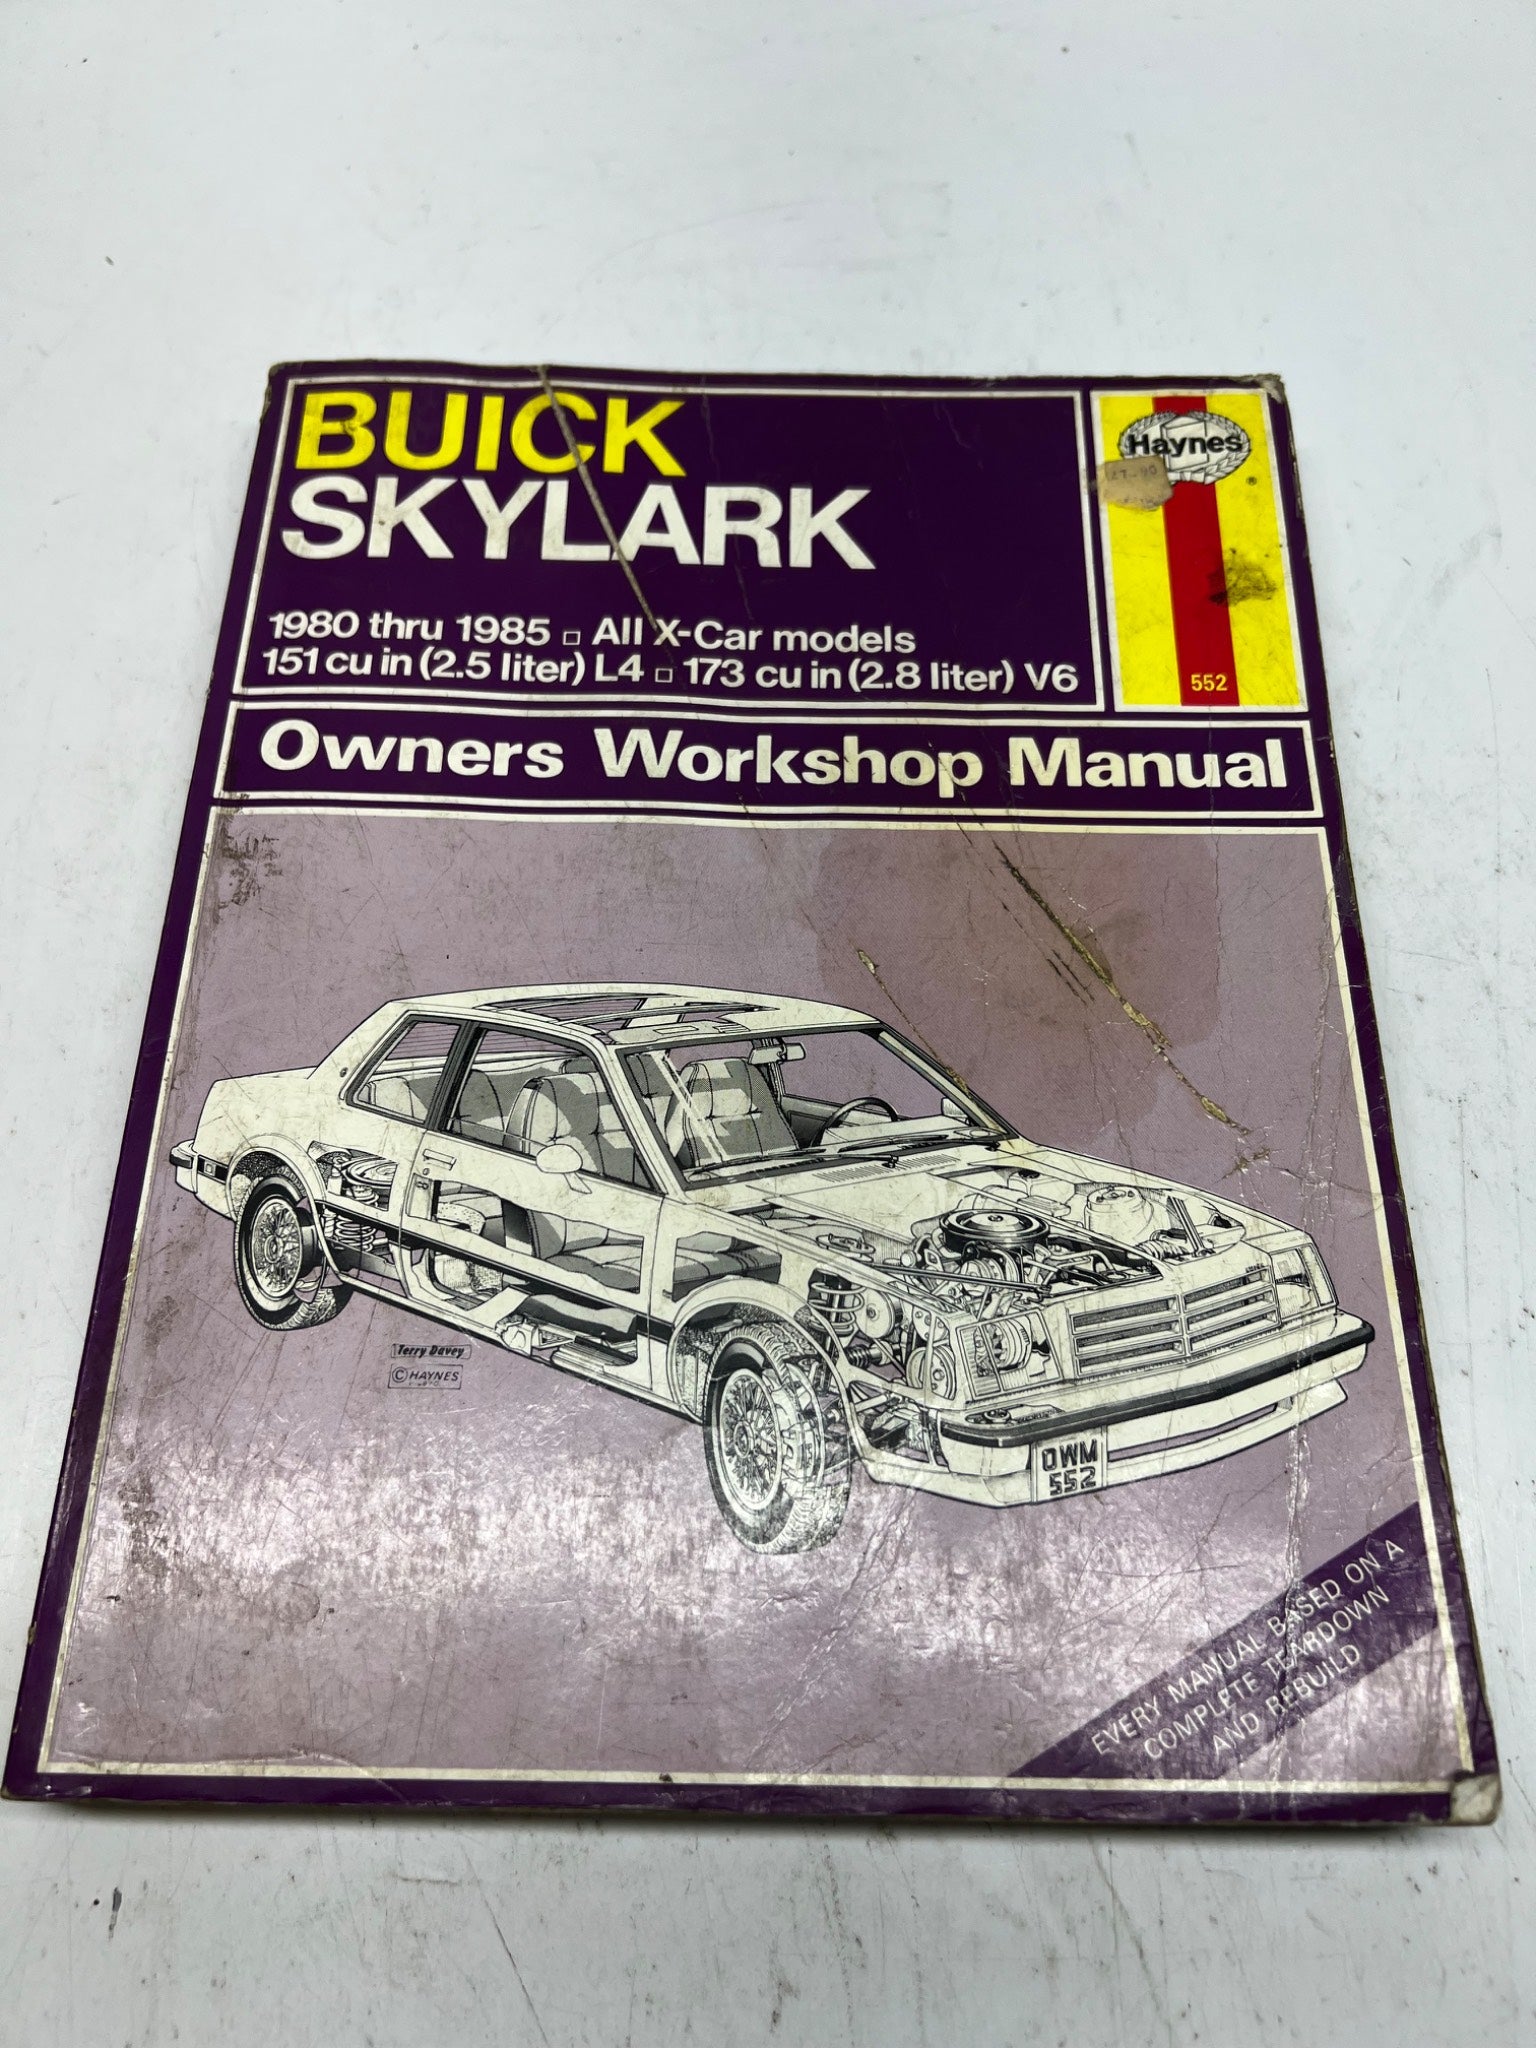 BUICK
SKYLARK
1980 thru 1985 □ All X-Car models
151 cu in (2.5 liter) L4 □ 173 cu in (2.8 liter) V6
Haynes
®
552
Owners Workshop Manual
Terry Davey
© HAYNES
OWM
552
EVERY MANUAL BASED ON A
COMPLETE TEARDOWN
AND REBUILD